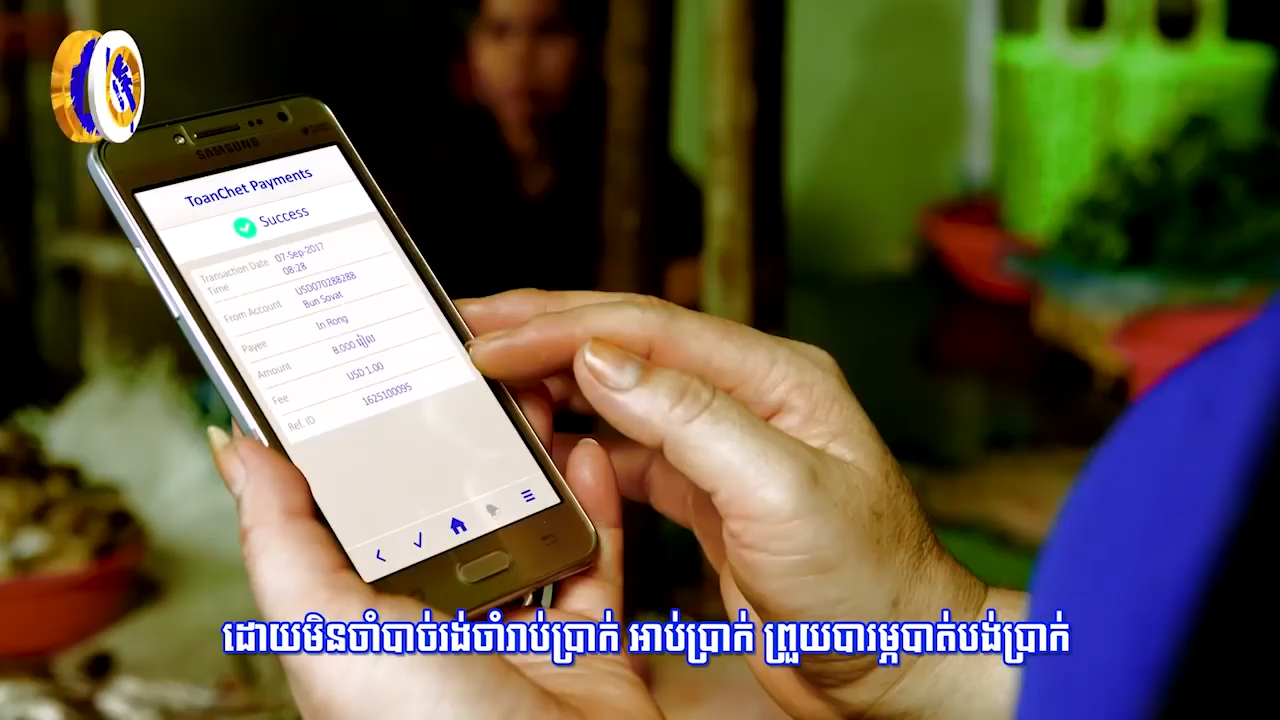 SAMSUNG
ToanChet Payments
Success
Transaction Date 07-Sep-2017
Time 08:28
From Account USD070288288
Bun Sovat
Payee In Rong
Amount 8.000 រៀល
Fee USD 1.00
Ref. ID 1625100095
ដោយមិនចាំបាច់រង់ចាំរាប់ប្រាក់ អាប់ប្រាក់ ព្រួយបារម្ភបាត់បង់ប្រាក់